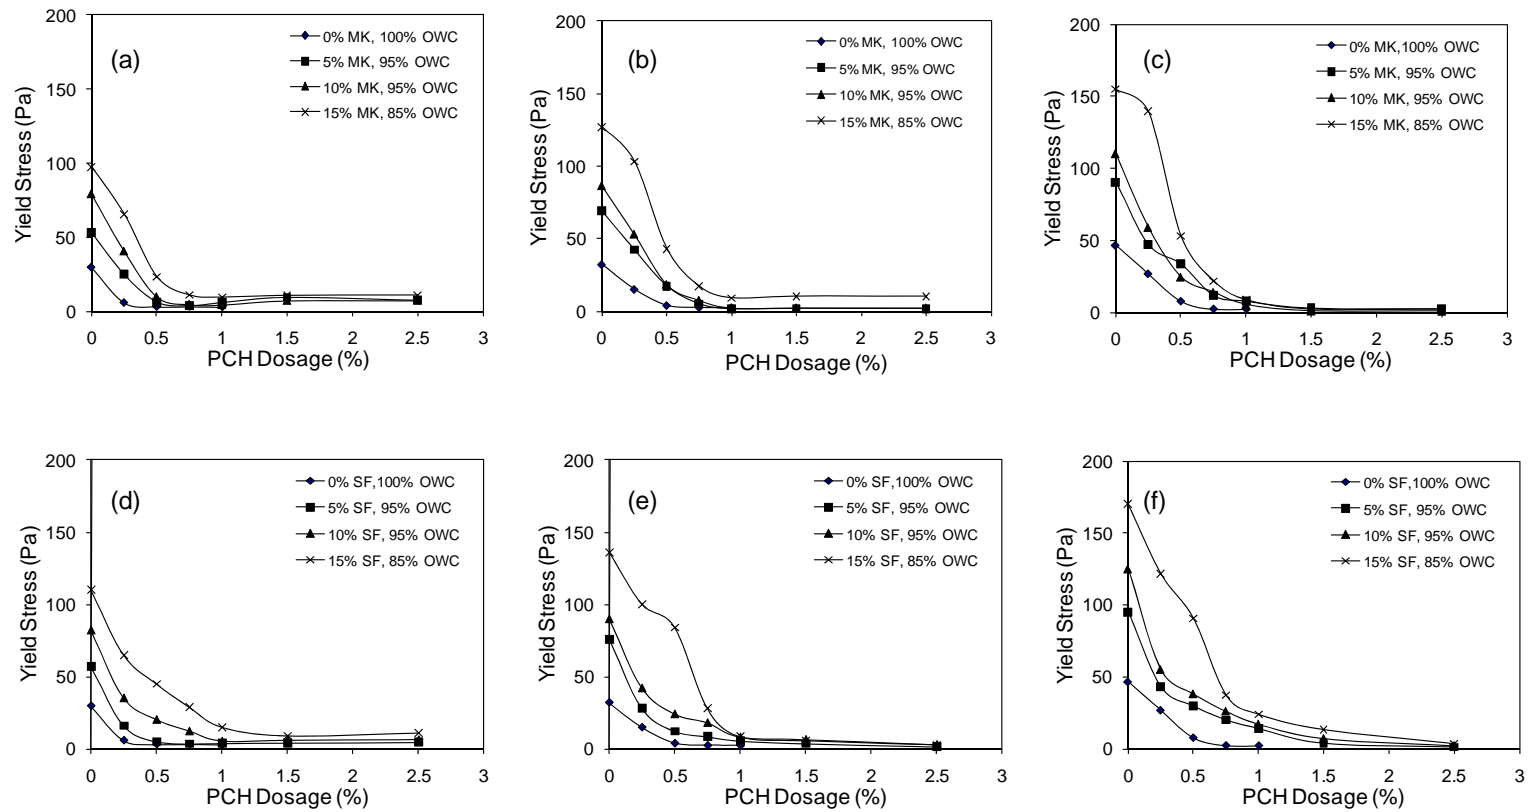 (a)
0% MK, 100% OWC
5% MK, 95% OWC
10% MK, 95% OWC
15% MK, 85% OWC
Yield Stress (Pa)
200
150
100
50
0
0 0.5 1 1.5 2 2.5 3
PCH Dosage (%)
(b)
0% MK, 100% OWC
5% MK, 95% OWC
10% MK, 95% OWC
15% MK, 85% OWC
Yield Stress (Pa)
200
150
100
50
0
0 0.5 1 1.5 2 2.5 3
PCH Dosage (%)
(c)
0% MK,100% OWC
5% MK, 95% OWC
10% MK, 95% OWC
15% MK, 85% OWC
Yield Stress (Pa)
200
150
100
50
0
0 0.5 1 1.5 2 2.5 3
PCH Dosage (%)
(d)
0% SF,100% OWC
5% SF, 95% OWC
10% SF, 95% OWC
15% SF, 85% OWC
Yield Stress (Pa)
200
150
100
50
0
0 0.5 1 1.5 2 2.5 3
PCH Dosage (%)
(e)
0% SF,100% OWC
5% SF, 95% OWC
10% SF, 95% OWC
15% SF, 85% OWC
Yield Stress (Pa)
200
150
100
50
0
0 0.5 1 1.5 2 2.5 3
PCH Dosage (%)
(f)
0% SF,100% OWC
5% SF, 95% OWC
10% SF, 95% OWC
15% SF, 85% OWC
Yield Stress (Pa)
200
150
100
50
0
0 0.5 1 1.5 2 2.5 3
PCH Dosage (%)